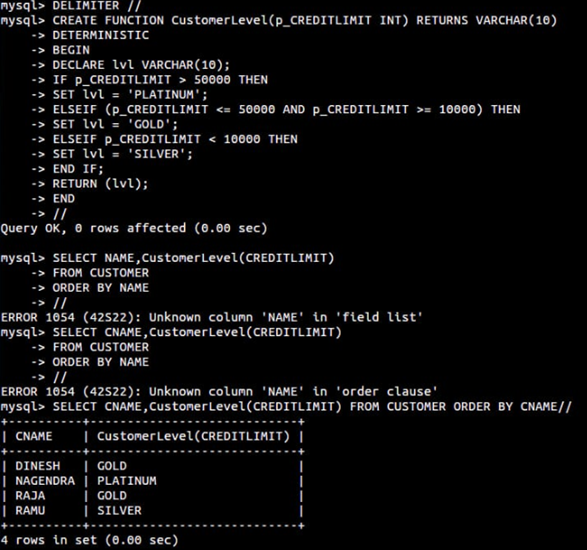 mysql> DELIMITER //
mysql> CREATE FUNCTION CustomerLevel(p_CREDITLIMIT INT) RETURNS VARCHAR(10)
    -> DETERMINISTIC
    -> BEGIN
    -> DECLARE lvl VARCHAR(10);
    -> IF p_CREDITLIMIT > 50000 THEN
    -> SET lvl = 'PLATINUM';
    -> ELSEIF (p_CREDITLIMIT <= 50000 AND p_CREDITLIMIT >= 10000) THEN
    -> SET lvl = 'GOLD';
    -> ELSEIF p_CREDITLIMIT < 10000 THEN
    -> SET lvl = 'SILVER';
    -> END IF;
    -> RETURN (lvl);
    -> END
    -> //
Query OK, 0 rows affected (0.00 sec)

mysql> SELECT NAME,CustomerLevel(CREDITLIMIT)
    -> FROM CUSTOMER
    -> ORDER BY NAME
    -> //
ERROR 1054 (42S22): Unknown column 'NAME' in 'field list'
mysql> SELECT CNAME,CustomerLevel(CREDITLIMIT)
    -> FROM CUSTOMER
    -> ORDER BY NAME
    -> //
ERROR 1054 (42S22): Unknown column 'NAME' in 'order clause'
mysql> SELECT CNAME,CustomerLevel(CREDITLIMIT) FROM CUSTOMER ORDER BY CNAME//
+----------+----------------------------+
| CNAME    | CustomerLevel(CREDITLIMIT) |
+----------+----------------------------+
| DINESH   | GOLD                       |
| NAGENDRA | PLATINUM                   |
| RAJA     | GOLD                       |
| RAMU     | SILVER                     |
+----------+----------------------------+
4 rows in set (0.00 sec)